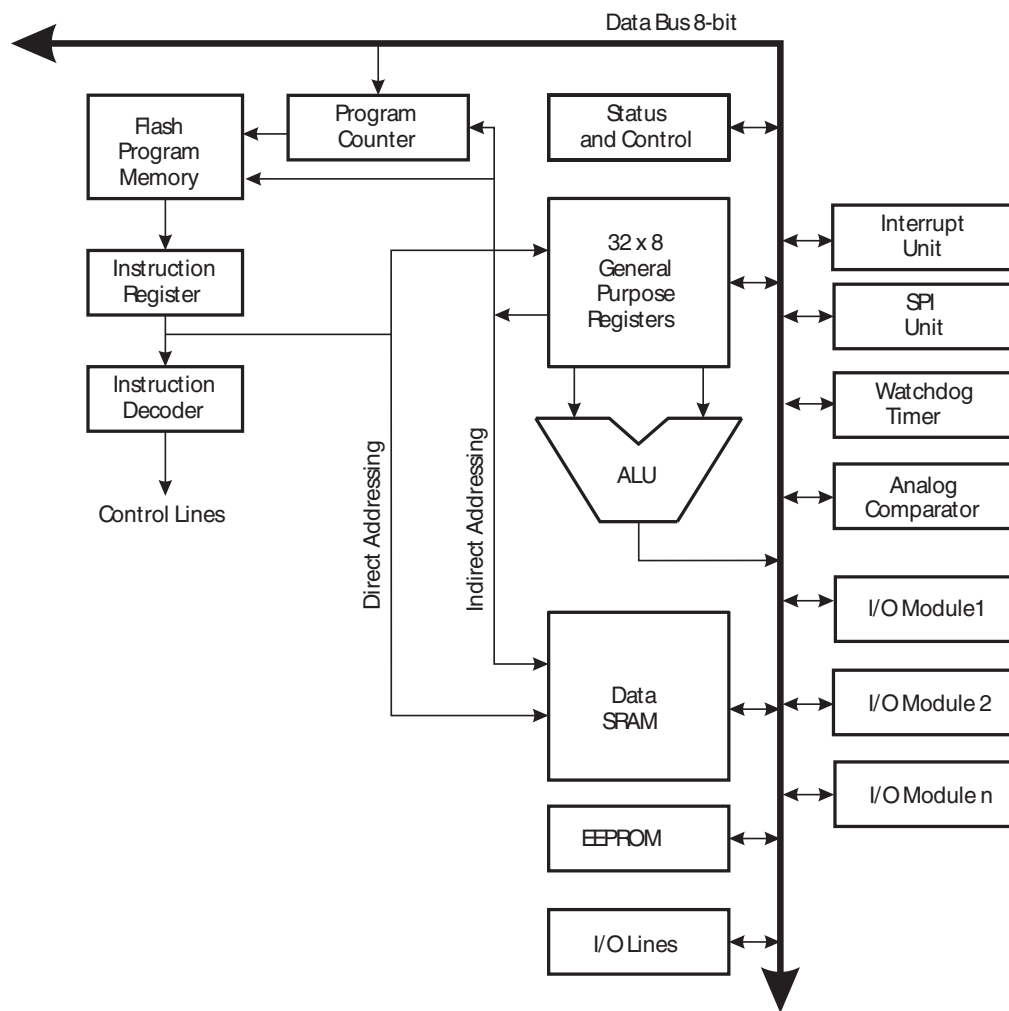 Data Bus 8-bit
Flash
Program
Memory
Program
Counter
Status
and Control
Interrupt
Unit
32 x 8
General
Purpose
Registers
Instruction
Register
SPI
Unit
Instruction
Decoder
Watchdog
Timer
Control Lines
Direct Addressing
Indirect Addressing
ALU
Analog
Comparator
I/O Module1
Data
SRAM
I/O Module 2
I/O Module n
EEPROM
I/O Lines